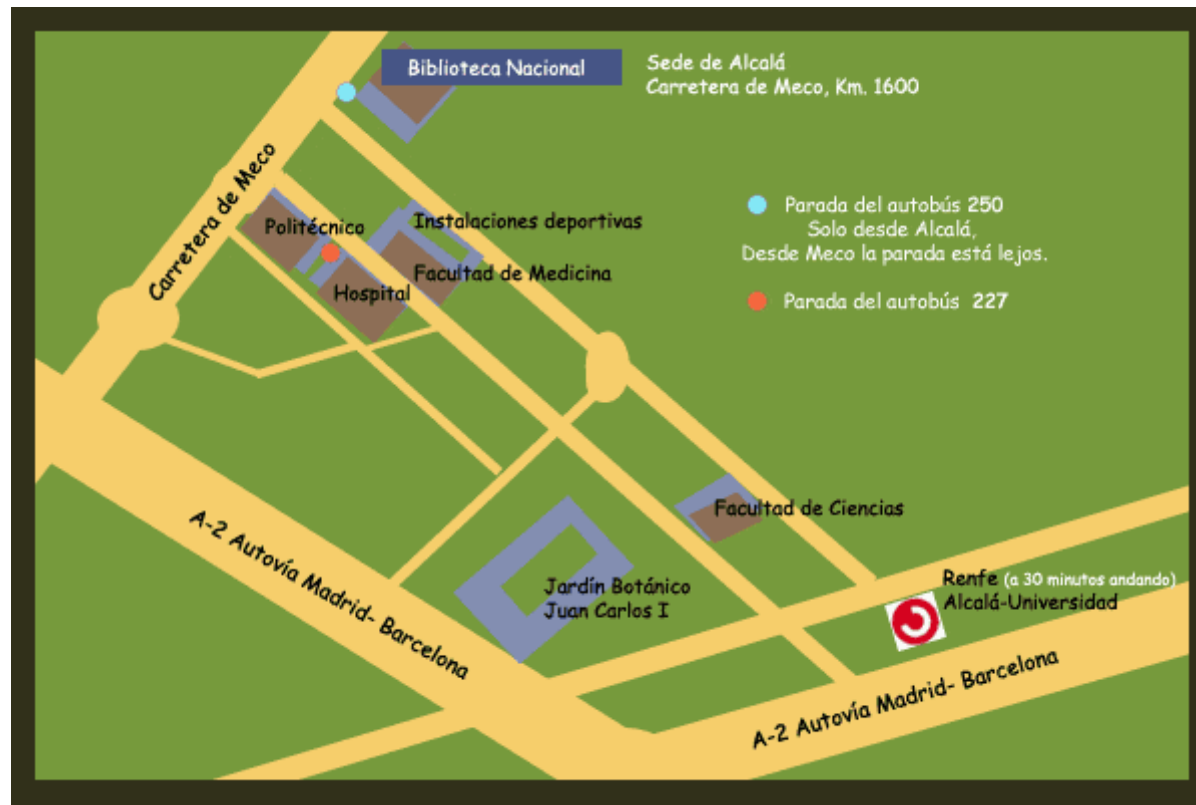 Biblioteca Nacional
Sede de Alcalá
Carretera de Meco, Km. 1600
Carretera de Meco
Politécnico
Instalaciones deportivas
Facultad de Medicina
Hospital
Parada del autobús 250
Solo desde Alcalá,
Desde Meco la parada está lejos.
Parada del autobús 227
Facultad de Ciencias
A-2 Autovía Madrid- Barcelona
Jardín Botánico
Juan Carlos I
Renfe (a 30 minutos andando)
Alcalá-Universidad
A-2 Autovía Madrid- Barcelona